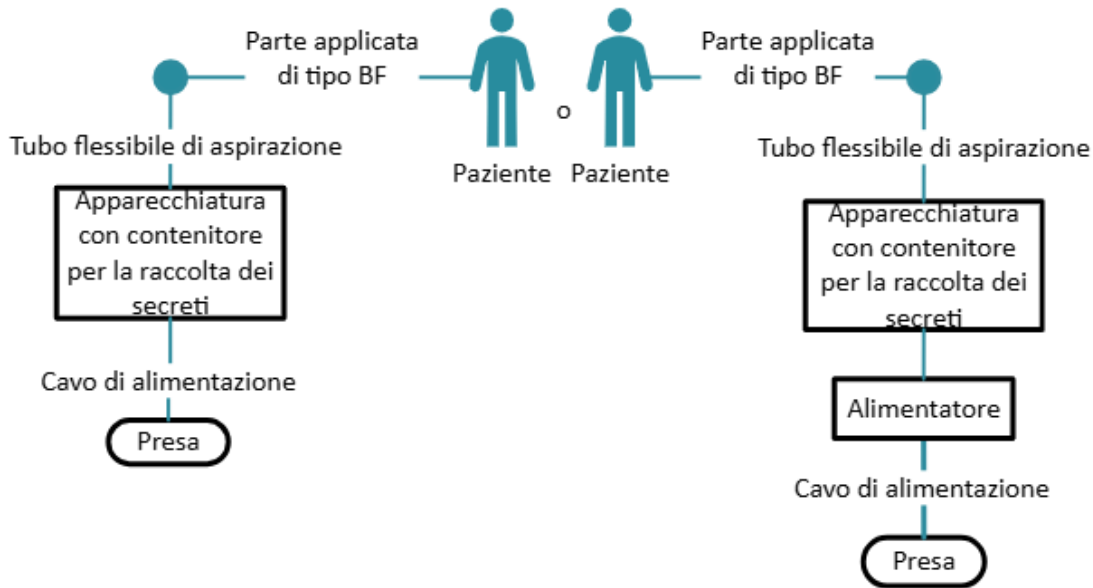 Parte applicata
di tipo BF
Parte applicata
di tipo BF
o
Paziente
Paziente
Tubo flessibile di aspirazione
Tubo flessibile di aspirazione
Apparecchiatura
con contenitore
per la raccolta dei
secreti
Apparecchiatura
con contenitore
per la raccolta dei
secreti
Cavo di alimentazione
Presa
Alimentatore
Cavo di alimentazione
Presa